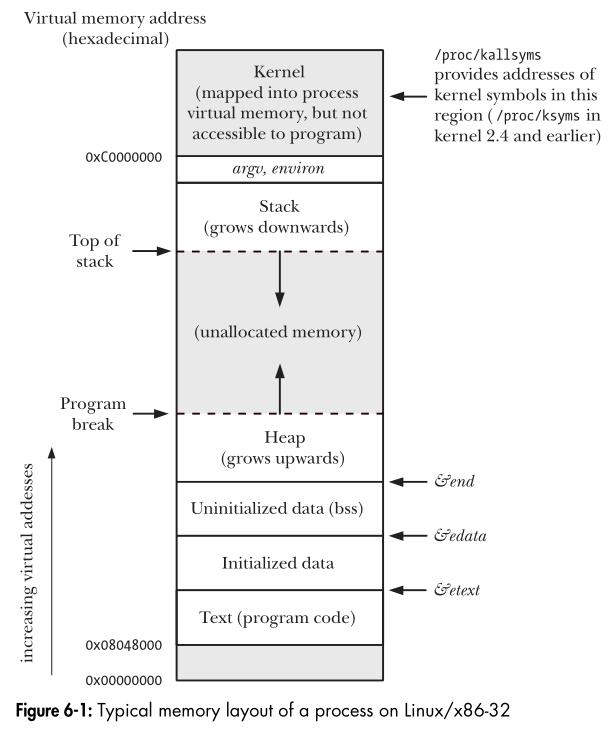 Virtual memory address
(hexadecimal)
/proc/kallsyms
provides addresses of
kernel symbols in this
region (/proc/ksyms in
kernel 2.4 and earlier)
Kernel
(mapped into process
virtual memory, but not
accessible to program)
0xC0000000
argv, environ
Stack
(grows downwards)
Top of
stack
(unallocated memory)
Program
break
Heap
(grows upwards)
&end
Uninitialized data (bss)
&edata
Initialized data
&etext
Text (program code)
increasing virtual addesses
0x08048000
0x00000000
Figure 6-1: Typical memory layout of a process on Linux/x86-32